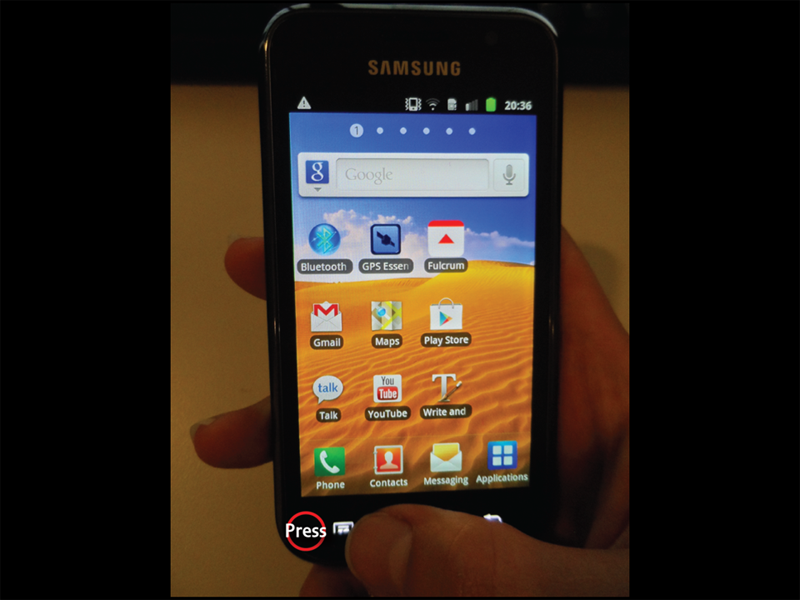 SAMSUNG
20:36
1
g Google
Bluetooth GPS Essen Fulcrum
Gmail Maps Play Store
talk You Tube T
Talk YouTube Write and
Phone Contacts Messaging Applications
Press